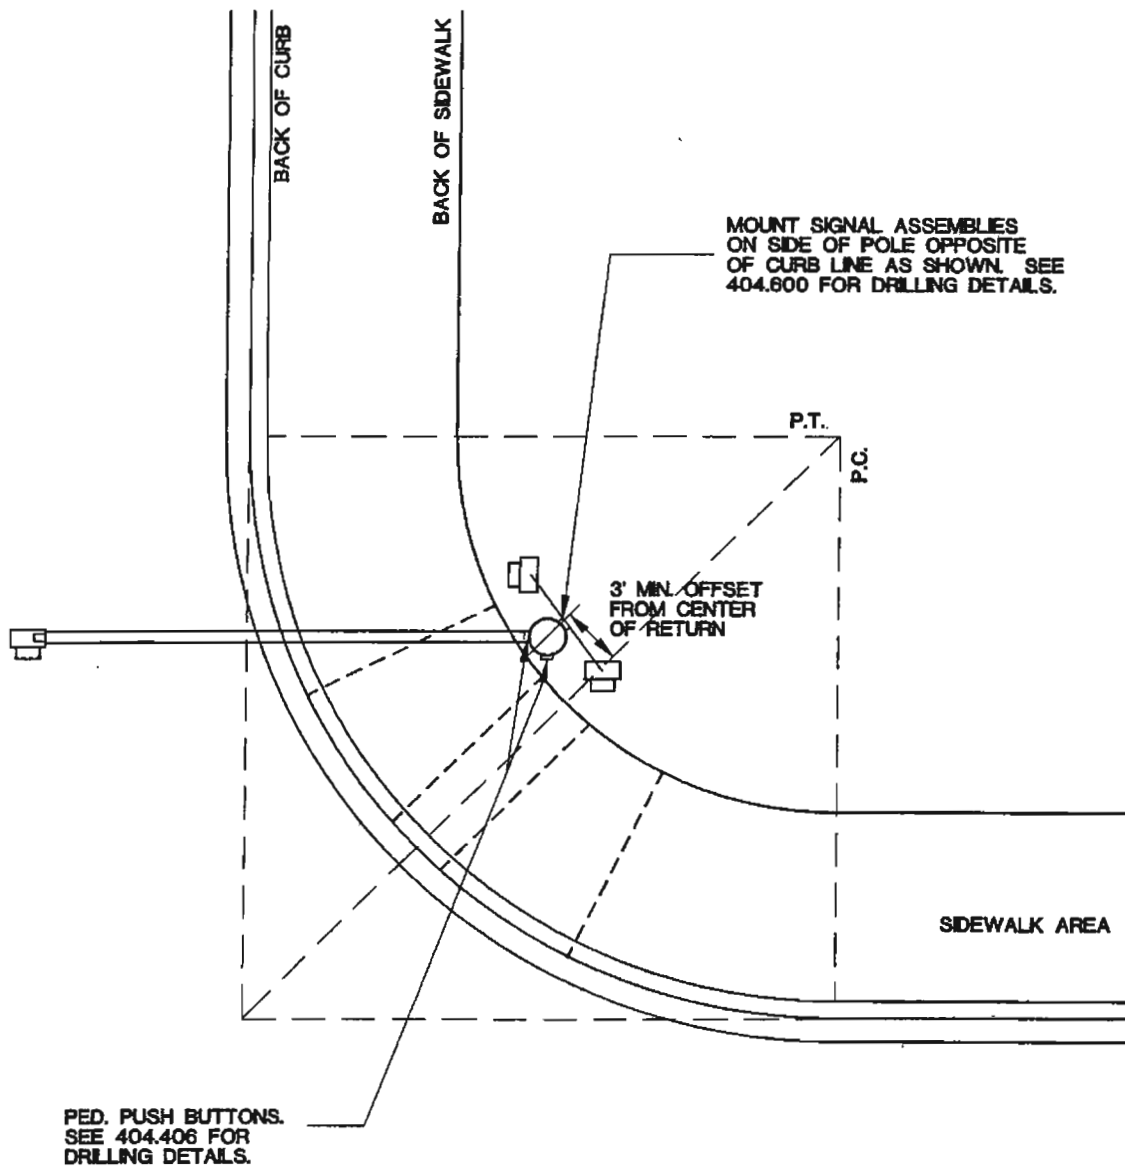 BACK OF CURB
BACK OF SIDEWALK
MOUNT SIGNAL ASSEMBLIES
ON SIDE OF POLE OPPOSITE
OF CURB LINE AS SHOWN. SEE
404.600 FOR DRILLING DETAILS.
P.T.
P.C.
3' MIN. OFFSET
FROM CENTER
OF RETURN
SIDEWALK AREA
PED. PUSH BUTTONS.
SEE 404.406 FOR
DRILLING DETAILS.